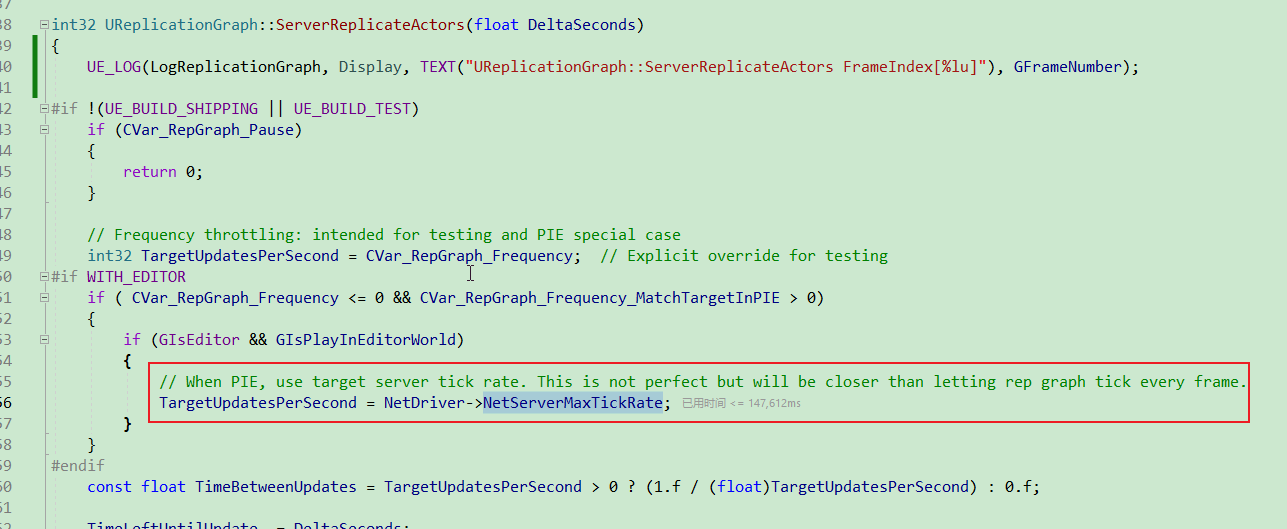 37
38 int32 UReplicationGraph::ServerReplicateActors(float DeltaSeconds)
39 {
40 UE_LOG(LogReplicationGraph, Display, TEXT("UReplicationGraph::ServerReplicateActors FrameIndex[%lu]"), GFrameNumber);
41
42 #if !(UE_BUILD_SHIPPING || UE_BUILD_TEST)
43 if (CVar_RepGraph_Pause)
44 {
45 return 0;
46 }
47
48 // Frequency throttling: intended for testing and PIE special case
49 int32 TargetUpdatesPerSecond = CVar_RepGraph_Frequency; // Explicit override for testing
50 #if WITH_EDITOR
51 if ( CVar_RepGraph_Frequency <= 0 && CVar_RepGraph_Frequency_MatchTargetInPIE > 0)
52 {
53 if (GIsEditor && GIsPlayInEditorWorld)
54 {
55 // When PIE, use target server tick rate. This is not perfect but will be closer than letting rep graph tick every frame.
56 TargetUpdatesPerSecond = NetDriver->NetServerMaxTickRate; 已用时间 <= 147,612ms
57 }
58 }
59 #endif
60 const float TimeBetweenUpdates = TargetUpdatesPerSecond > 0 ? (1.f / (float)TargetUpdatesPerSecond) : 0.f;
61
62 TimeLeftUntilUpdate -= DeltaSeconds;